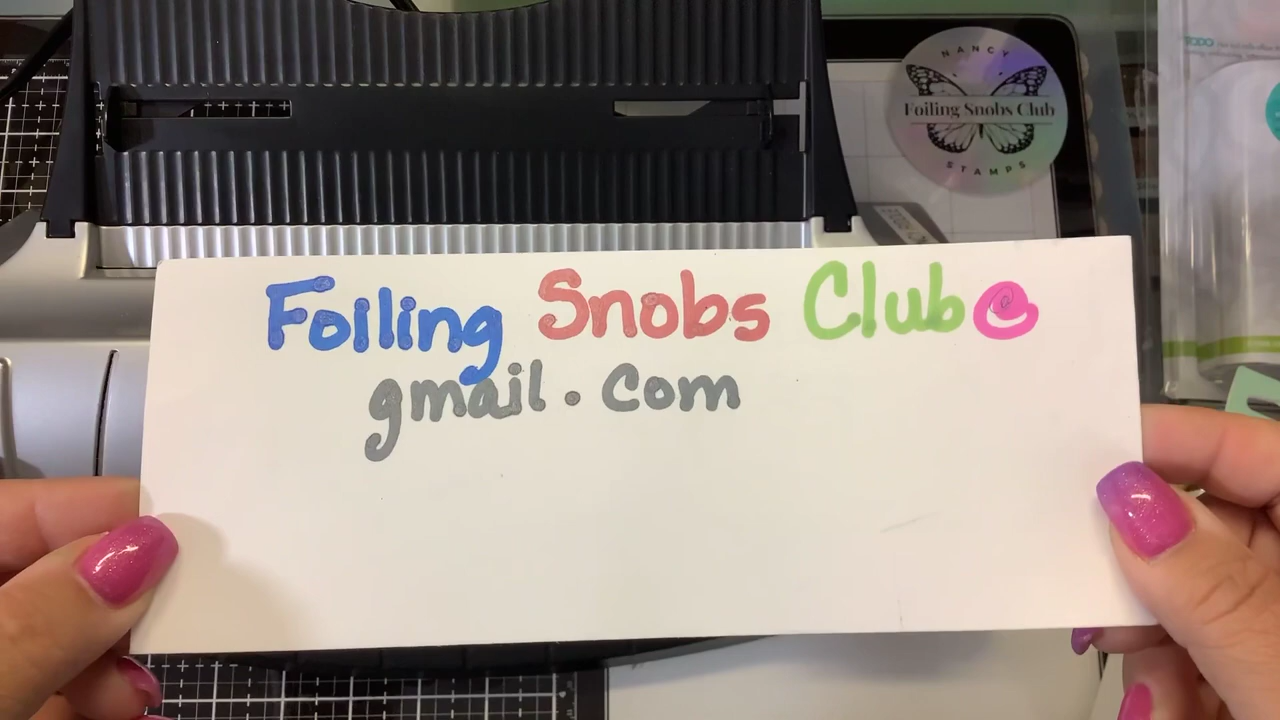 NANCY
Foiling Snobs Club
STAMPS
Foiling Snobs Club@
gmail.com